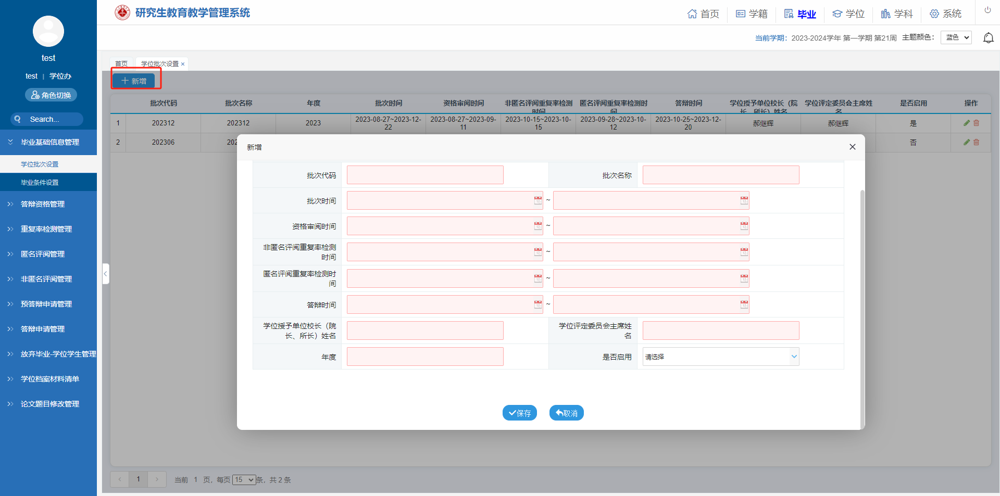 研究生教育教学管理系统
首页
学籍
毕业
学位
学科
系统
当前学期：2023-2024学年 第一学期 第21周
主题颜色：
蓝色
test
test | 学位办
角色切换
Search...
毕业基础信息管理
学位批次设置
毕业条件设置
答辩资格管理
重复率检测管理
匿名评阅管理
非匿名评阅管理
预答辩申请管理
答辩申请管理
放弃毕业-学位学生管理
学位档案材料清单
论文题目修改管理
首页
学位批次设置 ×
新增
批次代码
批次名称
年度
批次时间
资格审阅时间
非匿名评阅重复率检测
时间
匿名评阅重复率检测时
间
答辩时间
学位授予单位校长（院
长、所长）姓名
学位评定委员会主席姓
名
是否启用
操作
1
202312
202312
2023
2023-08-27~2023-12-
22
2023-08-27~2023-09-
11
2023-10-15~2023-10-
15
2023-09-28~2023-10-
12
2023-10-25~2023-12-
20
郝继辉
郝继辉
是
2
202306
202
否
新增
批次代码
批次名称
批次时间
~
资格审阅时间
~
非匿名评阅重复率检测
时间
~
匿名评阅重复率检测时
间
~
答辩时间
~
学位授予单位校长（院
长、所长）姓名
学位评定委员会主席姓
名
年度
是否启用
请选择
保存
取消
1
当前 1 页，每页 15 条，共 2 条